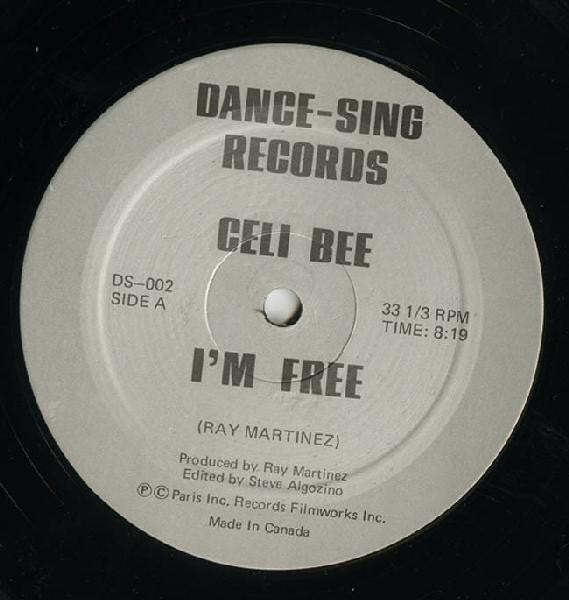 DANCE-SING
RECORDS
CELI BEE
DS-002
SIDE A
33 1/3 RPM
TIME: 8:19
I'M FREE
(RAY MARTINEZ)
Produced by Ray Martinez
Edited by Steve Algozino
Ⓟ©Paris Inc. Records Filmworks Inc.
Made In Canada